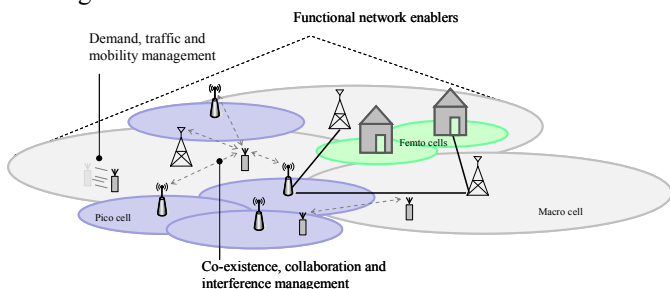 Functional network enablers
Demand, traffic and
mobility management
Femto cells
Pico cell
Macro cell
Co-existence, collaboration and
interference management